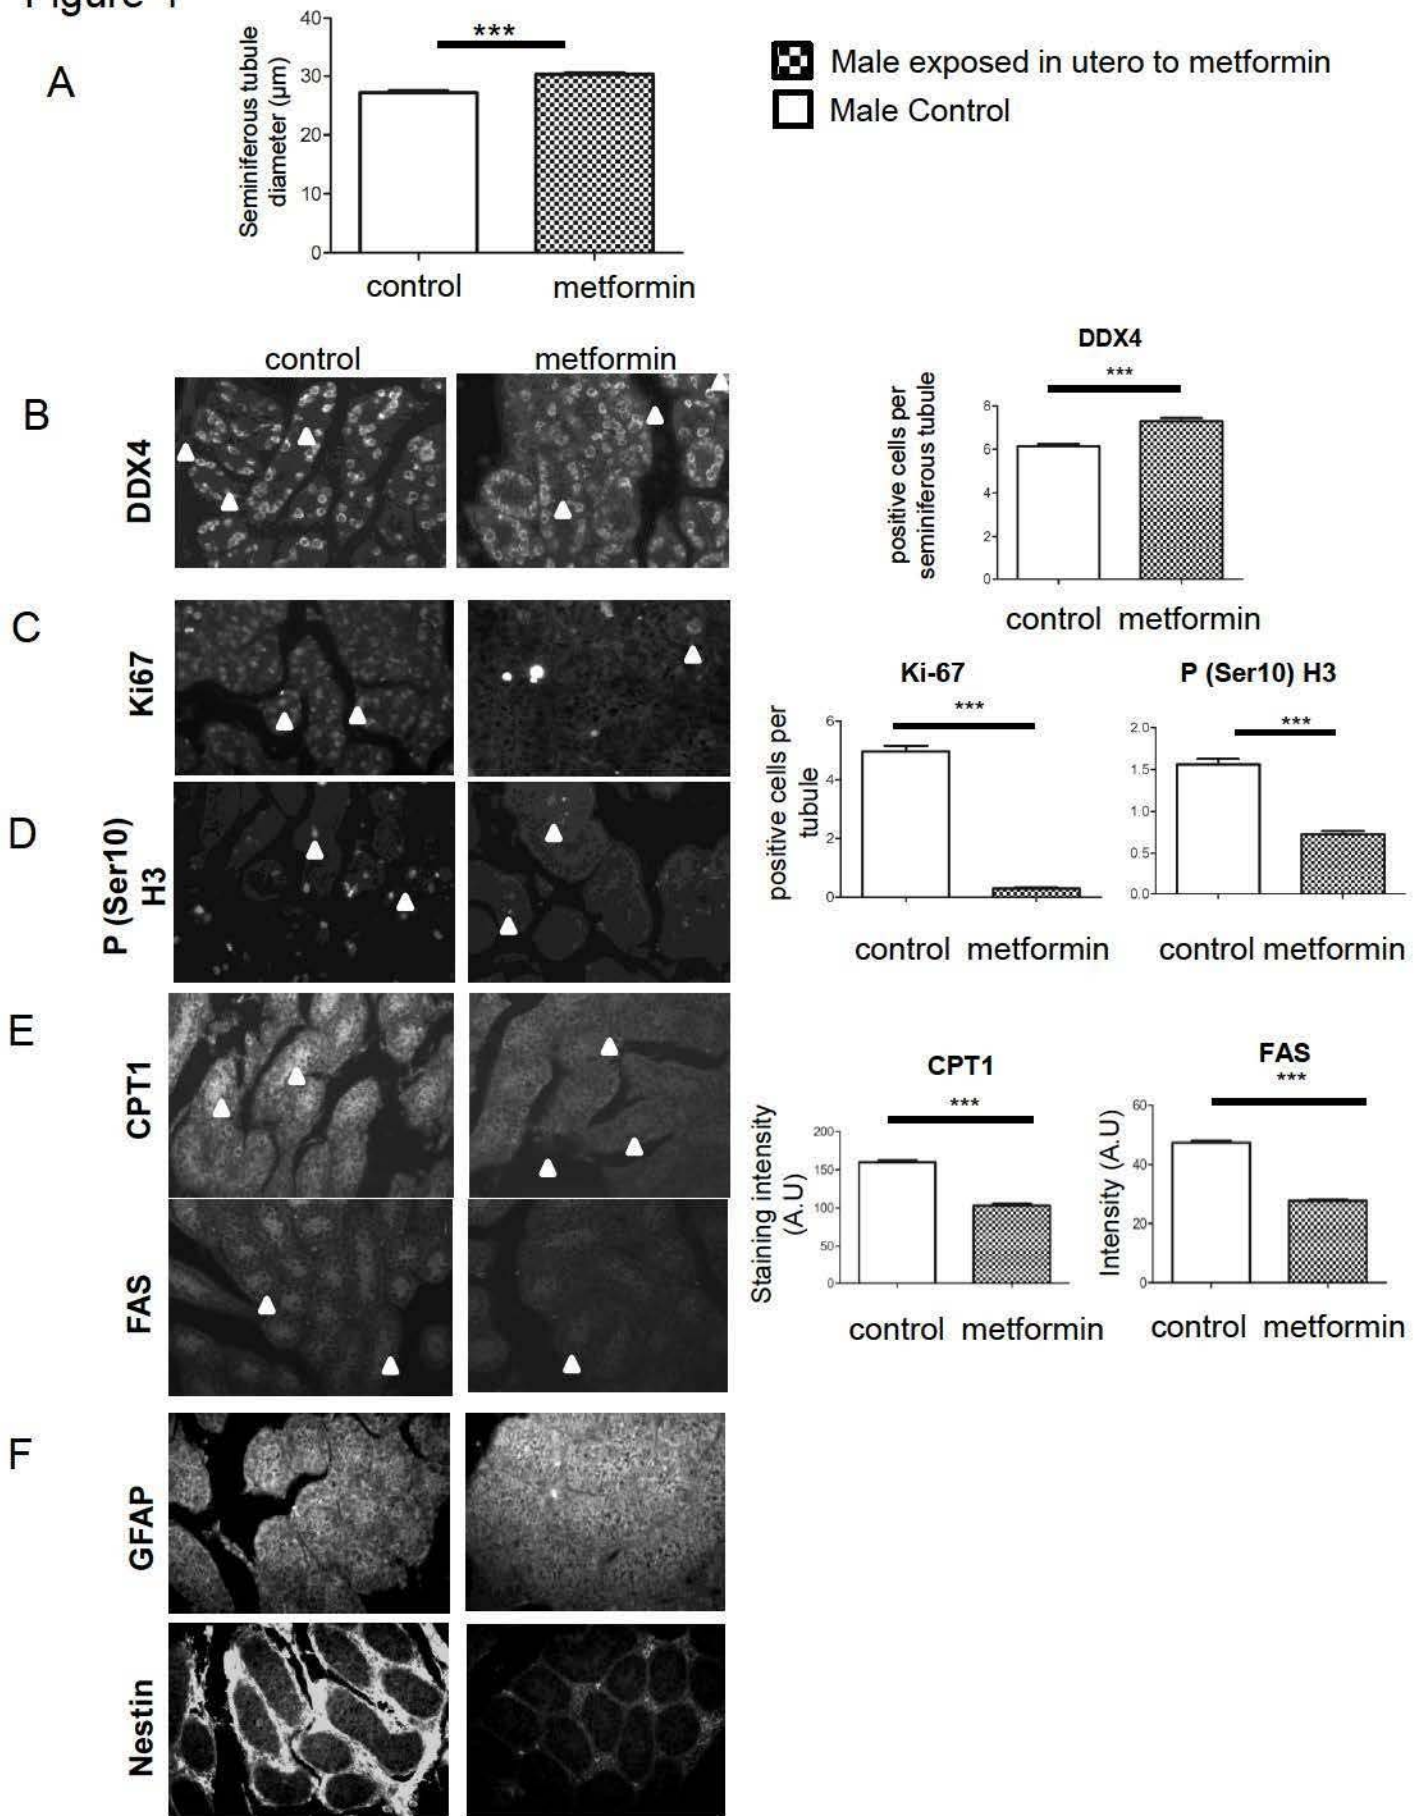 A
Seminiferous tubule
diameter (µm)
40
30
20
10
0
***
control
metformin
Male exposed in utero to metformin
Male Control
control
metformin
B
DDX4
DDX4
***
positive cells per
seminiferous tubule
8
6
4
2
0
control
metformin
C
Ki67
Ki-67
***
positive cells per
tubule
6
4
2
0
control
metformin
P (Ser10) H3
***
2.0
1.5
1.0
0.5
0.0
control
metformin
D
P (Ser10)
H3
E
CPT1
CPT1
***
Staining intensity
(A.U)
200
150
100
50
0
control
metformin
FAS
***
Intensity (A.U)
60
40
20
0
control
metformin
FAS
F
GFAP
Nestin